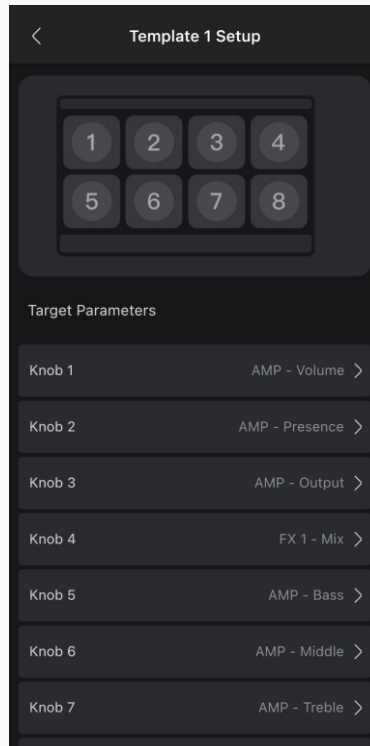 Template 1 Setup
1 2 3 4
5 6 7 8
Target Parameters
Knob 1 AMP - Volume
Knob 2 AMP - Presence
Knob 3 AMP - Output
Knob 4 FX 1 - Mix
Knob 5 AMP - Bass
Knob 6 AMP - Middle
Knob 7 AMP - Treble